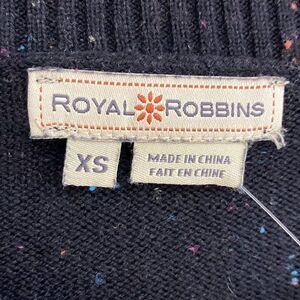 ROYAL ROBBINS
XS
MADE IN CHINA
FAIT EN CHINE